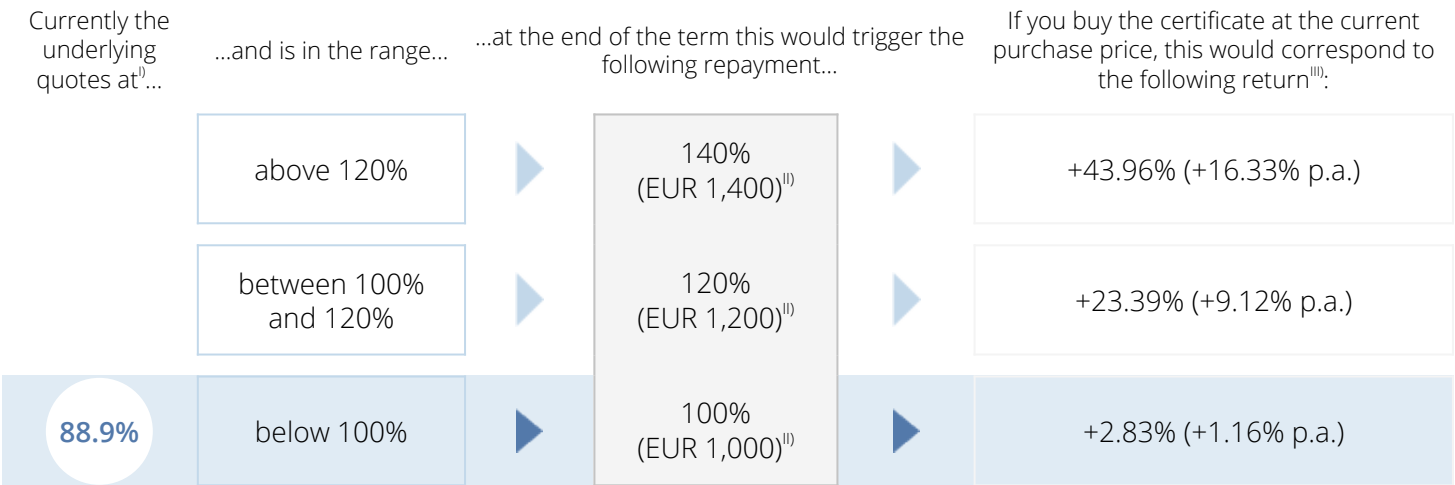 Currently the
underlying
quotes atᴵ⁾...
...and is in the range...
...at the end of the term this would trigger the
following repayment...
If you buy the certificate at the current
purchase price, this would correspond to
the following returnᴵᴵᴵ⁾:
above 120%
140%
(EUR 1,400)ᴵᴵ⁾
+43.96% (+16.33% p.a.)
between 100%
and 120%
120%
(EUR 1,200)ᴵᴵ⁾
+23.39% (+9.12% p.a.)
88.9%
below 100%
100%
(EUR 1,000)ᴵᴵ⁾
+2.83% (+1.16% p.a.)